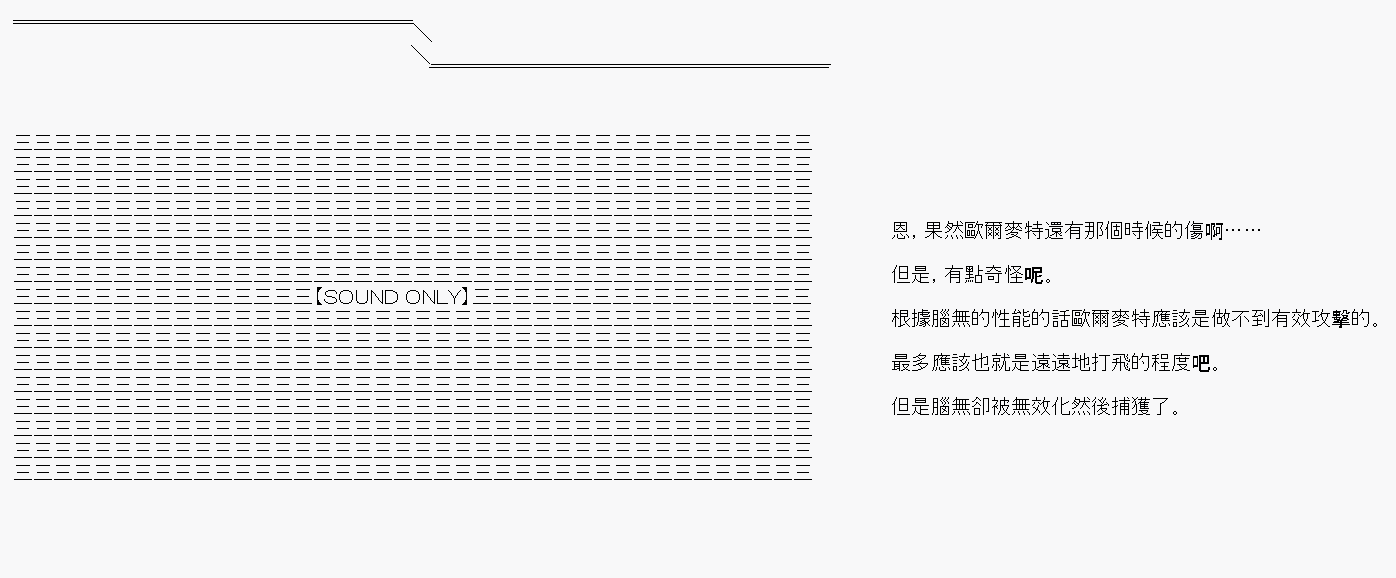 【SOUND ONLY】
恩，果然歐爾麥特還有那個時候的傷啊……
但是，有點奇怪呢。
根據腦無的性能的話歐爾麥特應該是做不到有效攻擊的。
最多應該也就是遠遠地打飛的程度吧。
但是腦無卻被無效化然後捕獲了。